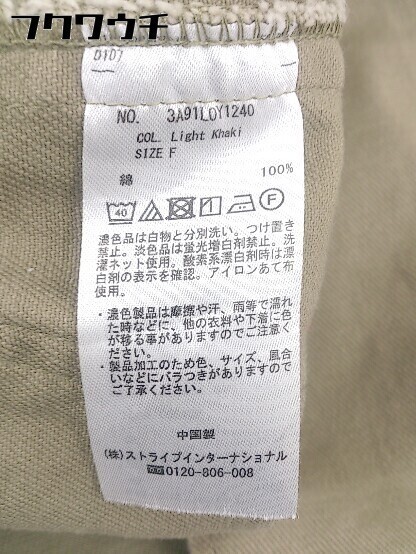 フクワウチ
0107
NO. 3A91L0Y1240
COL. Light Khaki
SIZE F
綿 100%
40 F
濃色品は白物と分別洗い。つけ置き
禁止。淡色品は蛍光増白剤禁止。洗
濯ネット使用。酸素系漂白剤時は漂
白剤の表示を確認。アイロンあて布
使用。
・濃色製品は摩擦や汗、雨等で濡れ
た時などに、他の衣料や下着に色
が移る事がありますのでご注意く
ださい。
・製品加工のため色、サイズ、風合
いなどにバラつきがありますので
ご了承ください。
中国製
(株)ストライプインターナショナル
0120-806-008